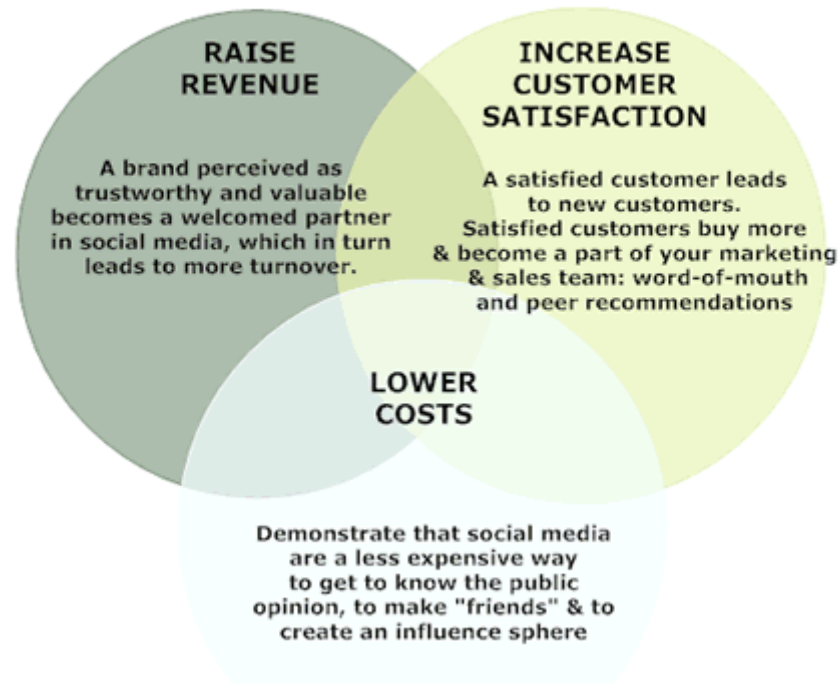 RAISE
REVENUE
A brand perceived as
trustworthy and valuable
becomes a welcomed partner
in social media, which in turn
leads to more turnover.
INCREASE
CUSTOMER
SATISFACTION
A satisfied customer leads
to new customers.
Satisfied customers buy more
& become a part of your marketing
& sales team: word-of-mouth
and peer recommendations
LOWER
COSTS
Demonstrate that social media
are a less expensive way
to get to know the public
opinion, to make "friends" & to
create an influence sphere